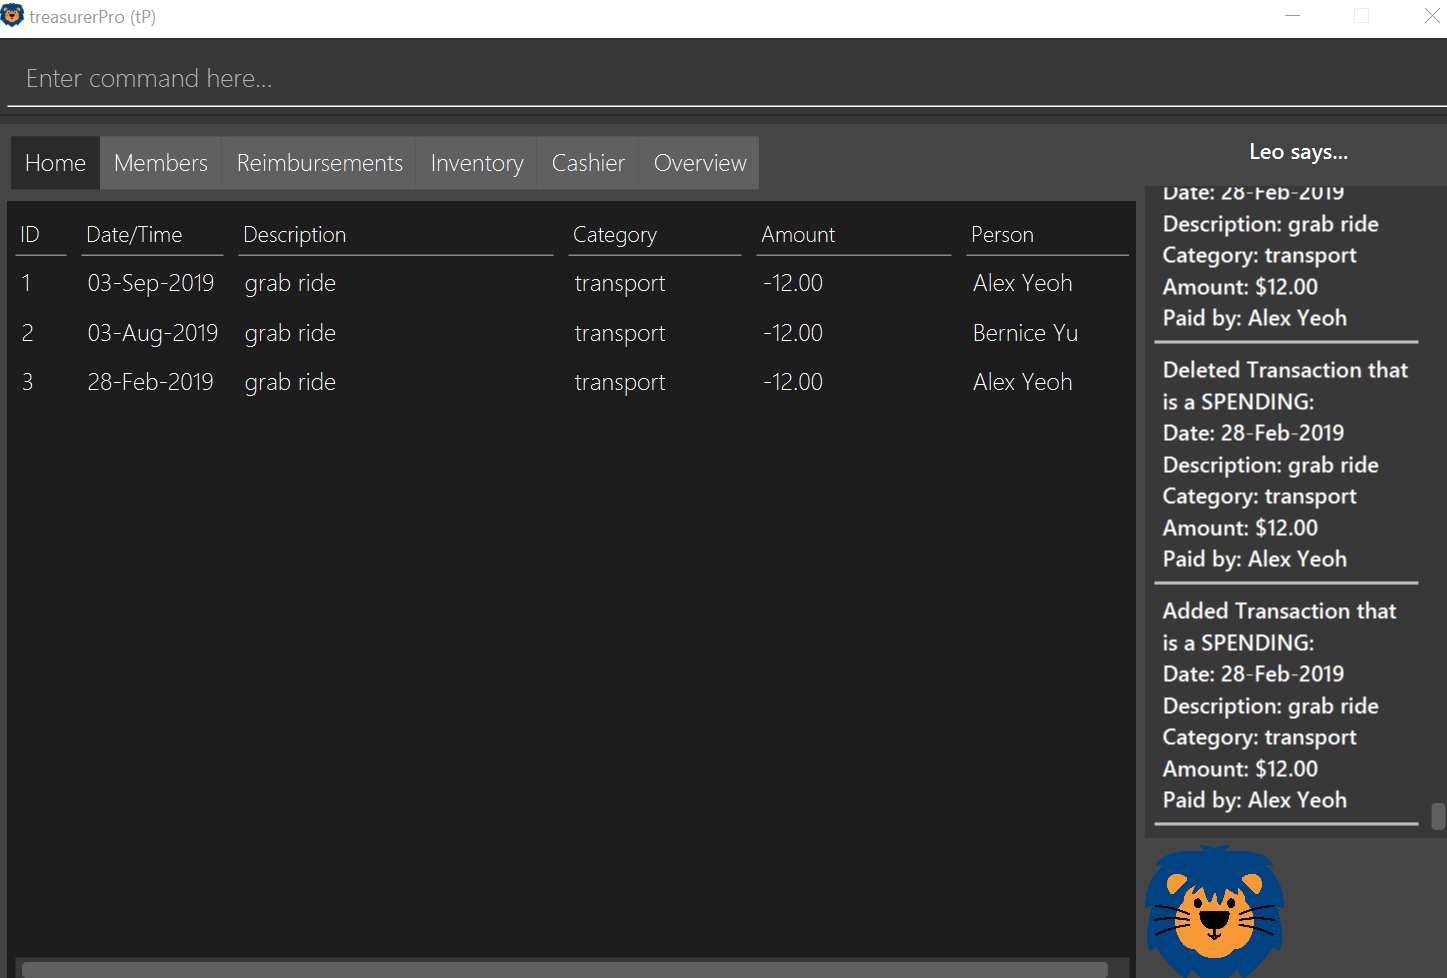 treasurerPro (tP)
Enter command here...
Home Members Reimbursements Inventory Cashier Overview
ID Date/Time Description Category Amount Person
1 03-Sep-2019 grab ride transport -12.00 Alex Yeoh
2 03-Aug-2019 grab ride transport -12.00 Bernice Yu
3 28-Feb-2019 grab ride transport -12.00 Alex Yeoh
Leo says...
Date: 28-Feb-2019
Description: grab ride
Category: transport
Amount: $12.00
Paid by: Alex Yeoh
Deleted Transaction that
is a SPENDING:
Date: 28-Feb-2019
Description: grab ride
Category: transport
Amount: $12.00
Paid by: Alex Yeoh
Added Transaction that
is a SPENDING:
Date: 28-Feb-2019
Description: grab ride
Category: transport
Amount: $12.00
Paid by: Alex Yeoh